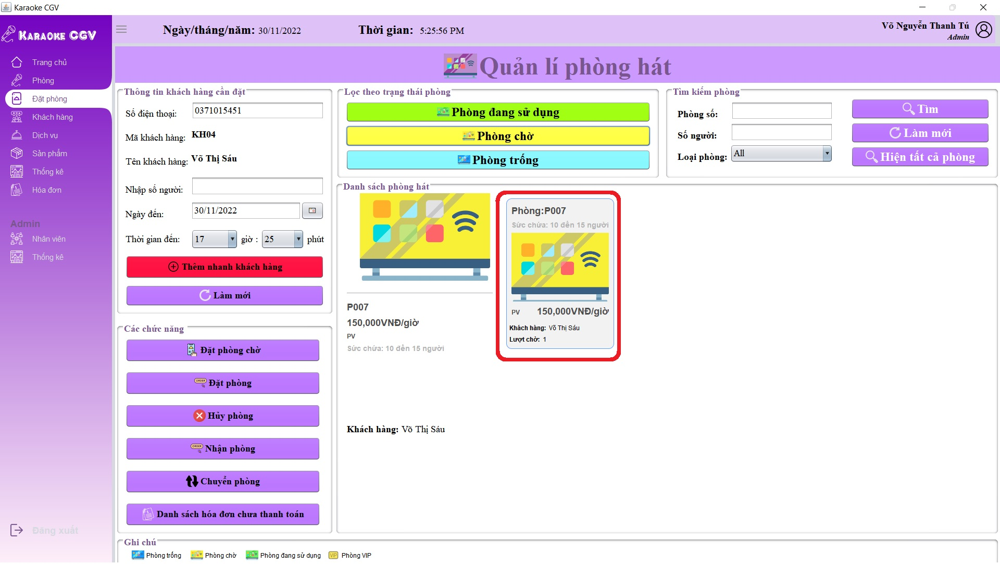 Karaoke CGV
KARAOKE CGV
Ngày/tháng/năm: 30/11/2022
Thời gian: 5:25:56 PM
Võ Nguyễn Thanh Tú
Admin
Trang chủ
Phòng
Đặt phòng
Khách hàng
Dịch vụ
Sản phẩm
Thống kê
Hóa đơn
Admin
Nhân viên
Thống kê
Đăng xuất
Quản lí phòng hát
Thông tin khách hàng cần đặt
Số điện thoại: 0371015451
Mã khách hàng: KH04
Tên khách hàng: Võ Thị Sáu
Nhập số người:
Ngày đến: 30/11/2022
Thời gian đến: 17 giờ : 25 phút
Thêm nhanh khách hàng
Làm mới
Các chức năng
Đặt phòng chờ
ORDER Đặt phòng
Hủy phòng
ORDER Nhận phòng
Chuyển phòng
Danh sách hóa đơn chưa thanh toán
Lọc theo trạng thái phòng
Phòng đang sử dụng
Phòng chờ
Phòng trống
Tìm kiếm phòng
Phòng số:
Số người:
Loại phòng: All
Tìm
Làm mới
Hiện tất cả phòng
Danh sách phòng hát
P007
150,000VNĐ/giờ
PV
Sức chứa: 10 đến 15 người
Khách hàng: Võ Thị Sáu
Phòng:P007
Sức chứa: 10 đến 15 người
PV 150,000VNĐ/giờ
Khách hàng: Võ Thị Sáu
Lượt chờ: 1
Ghi chú
Phòng trống
Phòng chờ
Phòng đang sử dụng
VIP Phòng VIP